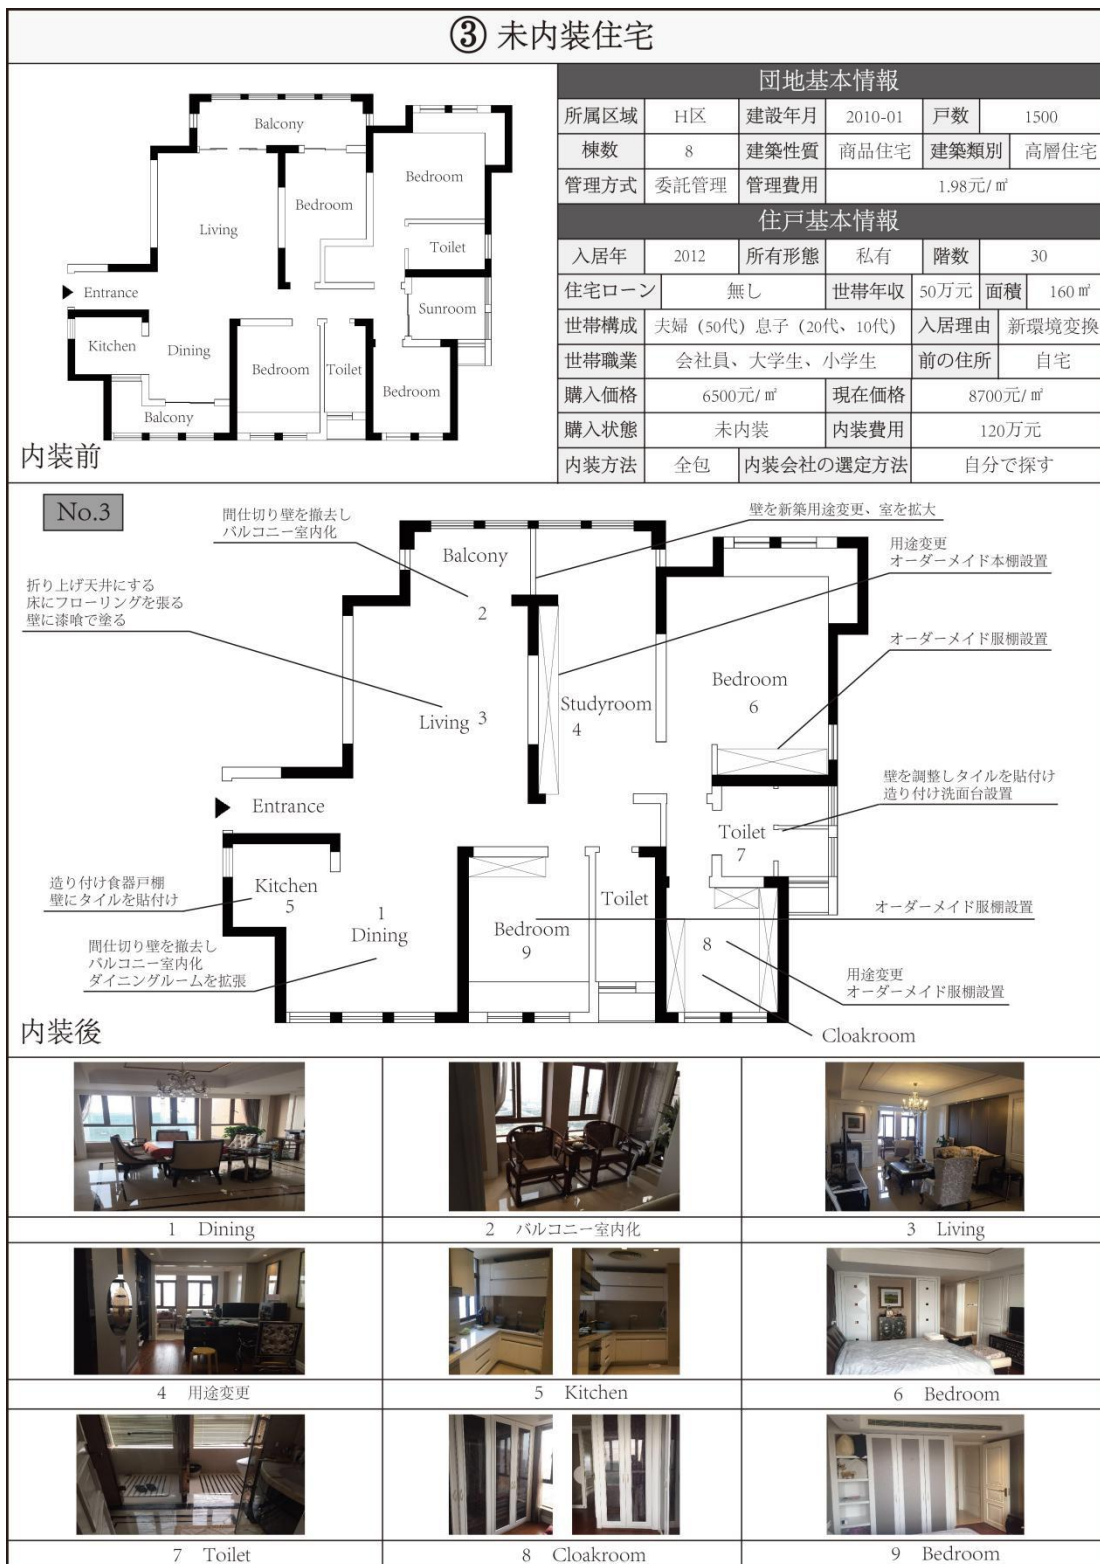 ③ 未内装住宅
Balcony
Bedroom
Bedroom
Living
Toilet
Entrance
Sunroom
Kitchen
Dining
Bedroom
Toilet
Bedroom
Balcony
内装前
団地基本情報
所属区域 H区 建設年月 2010-01 戸数 1500
棟数 8 建築性質 商品住宅 建築類別 高層住宅
管理方式 委託管理 管理費用 1.98元/㎡
住戸基本情報
入居年 2012 所有形態 私有 階数 30
住宅ローン 無し 世帯年収 50万元 面積 160㎡
世帯構成 夫婦（50代）息子（20代、10代） 入居理由 新環境変換
世帯職業 会社員、大学生、小学生 前の住所 自宅
購入価格 6500元/㎡ 現在価格 8700元/㎡
購入状態 未内装 内装費用 120万元
内装方法 全包 内装会社の選定方法 自分で探す
No.3
間仕切り壁を撤去し
バルコニー室内化
壁を新築用途変更、室を拡大
用途変更
オーダーメイド本棚設置
折り上げ天井にする
床にフローリングを張る
壁に漆喰で塗る
オーダーメイド服棚設置
壁を調整しタイルを貼付け
造り付け洗面台設置
造り付け食器戸棚
壁にタイルを貼付け
オーダーメイド服棚設置
間仕切り壁を撤去し
バルコニー室内化
ダイニングルームを拡張
用途変更
オーダーメイド服棚設置
Balcony
2
Living 3
Studyroom
4
Bedroom
6
Entrance
Toilet
7
Kitchen
5
1
Dining
Bedroom
9
Toilet
8
Cloakroom
内装後
1 Dining
2 バルコニー室内化
3 Living
4 用途変更
5 Kitchen
6 Bedroom
7 Toilet
8 Cloakroom
9 Bedroom